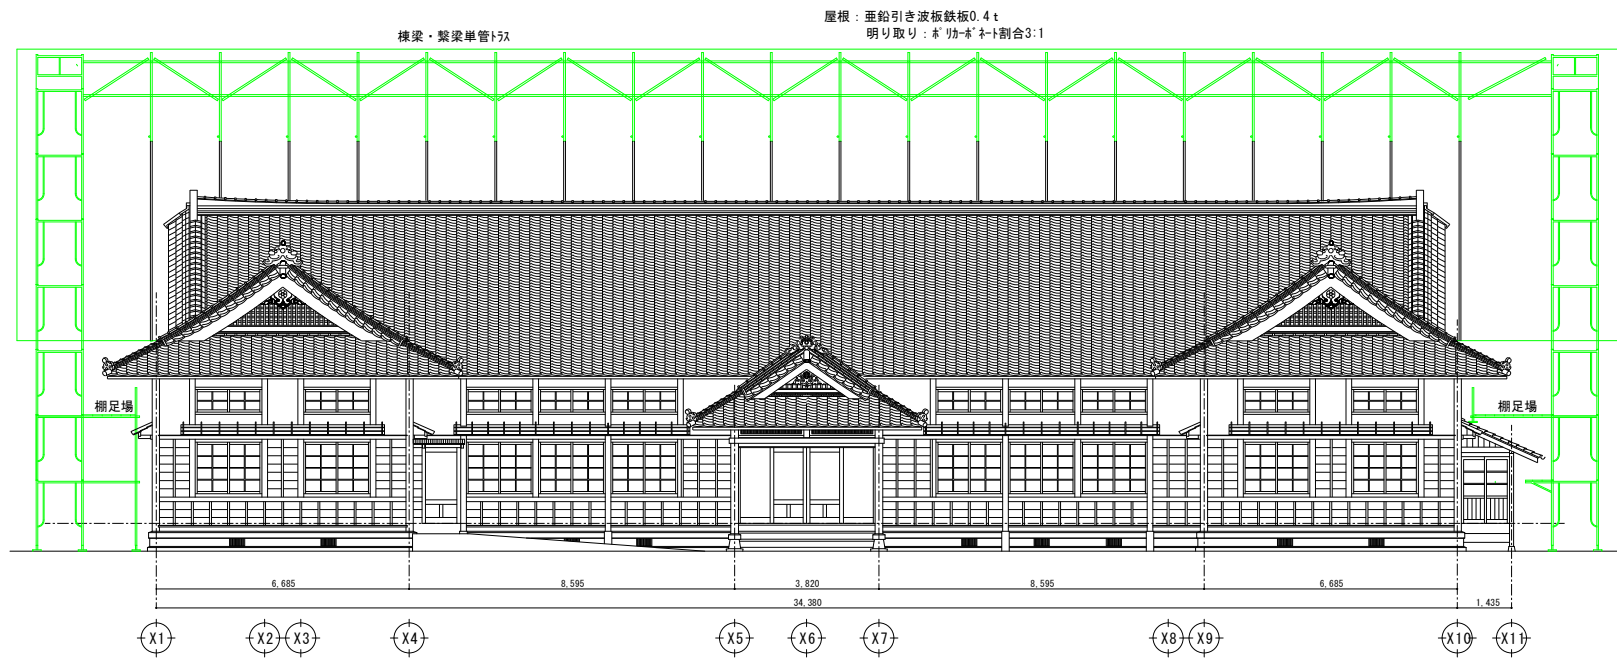 屋根：亜鉛引き波板鉄板0.4ｔ
明り取り：ﾎﾟﾘｶｰﾎﾞﾈｰﾄ割合3:1
棟梁・繋梁単管ﾄﾗｽ
棚足場
棚足場
6,685
8,595
3,820
8,595
6,685
34,380
1,435
X1
X2
X3
X4
X5
X6
X7
X8
X9
X10
X11